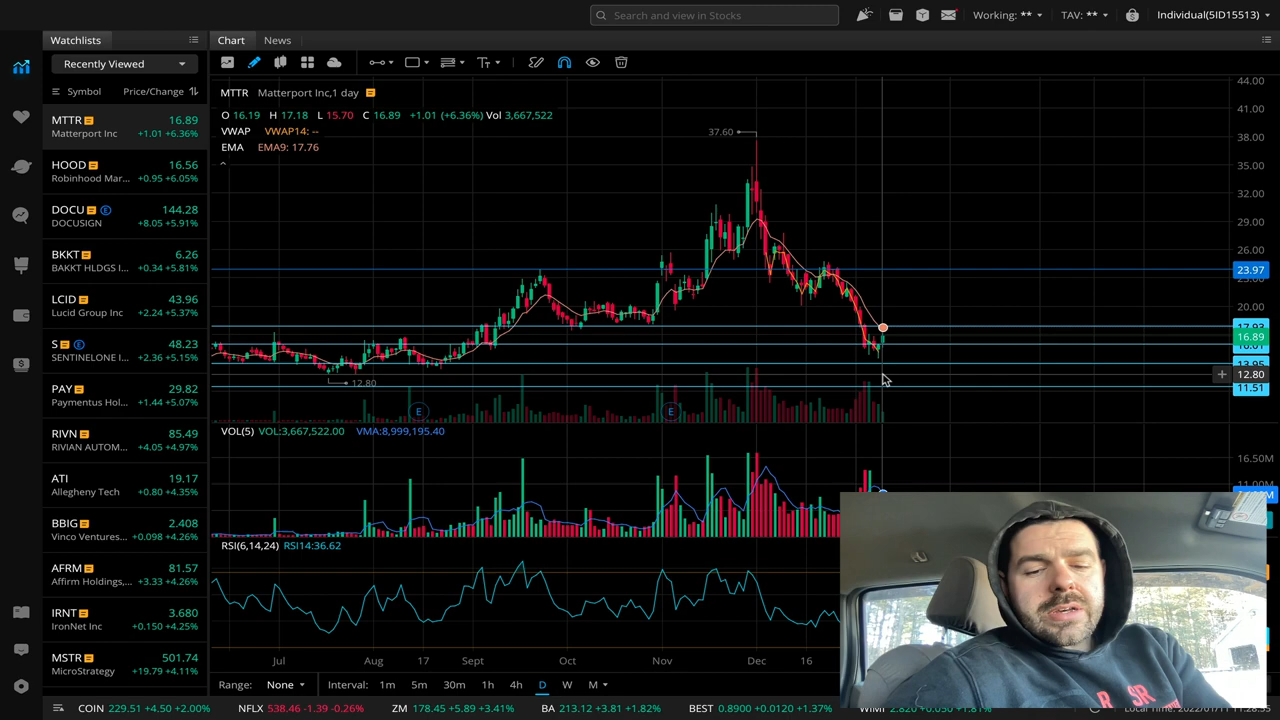 Search and view in Stocks
Working: **
TAV: **
Individual(5ID15513)
Watchlists
Recently Viewed
Symbol Price/Change
MTTR 16.89
Matterport Inc +1.01 +6.36%
HOOD 16.56
Robinhood Mar... +0.95 +6.05%
DOCU E 144.28
DOCUSIGN +8.05 +5.91%
BKKT 6.26
BAKKT HLDGS I... +0.34 +5.81%
LCID 43.96
Lucid Group Inc +2.24 +5.37%
S E 48.23
SENTINELONE I... +2.36 +5.15%
PAY 29.82
Paymentus Hol... +1.44 +5.07%
RIVN 85.49
RIVIAN AUTOM... +4.05 +4.97%
ATI 19.17
Allegheny Tech +0.80 +4.35%
BBIG 2.408
Vinco Ventures... +0.098 +4.26%
AFRM 81.57
Affirm Holdings,... +3.33 +4.26%
IRNT 3.680
IronNet Inc +0.150 +4.25%
MSTR 501.74
MicroStrategy +19.79 +4.11%
Chart News
MTTR Matterport Inc,1 day
O 16.19 H 17.18 L 15.70 C 16.89 +1.01 (+6.36%) Vol 3,667,522
VWAP VWAP14: --
EMA EMA9: 17.76
37.60
12.80
E E
44.00
41.00
38.00
35.00
32.00
29.00
26.00
23.97
20.00
16.89
12.80
11.51
VOL(5) VOL:3,667,522.00 VMA:8,999,195.40
16.50M
RSI(6,14,24) RSI14:36.62
Jul Aug 17 Sept Oct Nov Dec 16
Range: None Interval: 1m 5m 30m 1h 4h D W M
COIN 229.51 +4.50 +2.00% NFLX 538.46 -1.39 -0.26% ZM 178.45 +5.89 +3.41% BA 213.12 +3.81 +1.82% BEST 0.8900 +0.0120 +1.37%